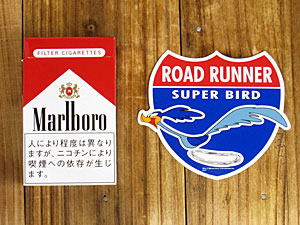 FILTER CIGARETTES
Marlboro
人により程度は異なり
ますが、ニコチンにより
喫煙への依存が生じ
ます。
ROAD RUNNER
SUPER BIRD